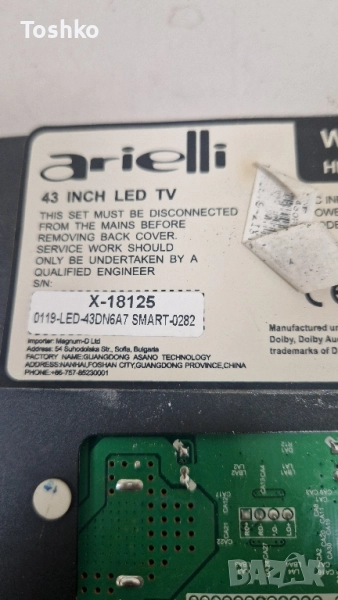 Toshko
arielli
43 INCH LED TV
THIS SET MUST BE DISCONNECTED
FROM THE MAINS BEFORE
REMOVING BACK COVER.
SERVICE WORK SHOULD
ONLY BE UNDERTAKEN BY A
QUALIFIED ENGINEER
S/N:
X-18125
0119-LED-43DN6A7 SMART-0282
Importer: Magnum-D Ltd
Address: 54 Suhodolska Str., Sofia, Bulgaria
FACTORY NAME:GUANGDONG ASANO TECHNOLOGY
ADDRESS:NANHAI,FOSHAN CITY, GUANGDONG PROVINCE,CHINA
PHONE:+86-757-85230001
Manufactured un
Dolby, Dolby Au
trademarks of D
BAZAR